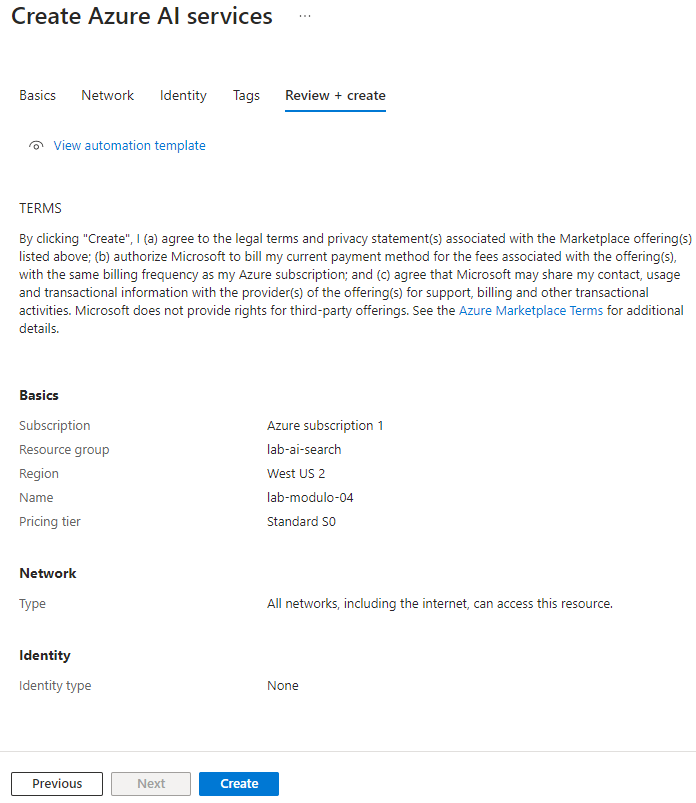 Create Azure AI services ...
Basics Network Identity Tags Review + create
View automation template
TERMS
By clicking "Create", I (a) agree to the legal terms and privacy statement(s) associated with the Marketplace offering(s)
listed above; (b) authorize Microsoft to bill my current payment method for the fees associated with the offering(s),
with the same billing frequency as my Azure subscription; and (c) agree that Microsoft may share my contact, usage
and transactional information with the provider(s) of the offering(s) for support, billing and other transactional
activities. Microsoft does not provide rights for third-party offerings. See the Azure Marketplace Terms for additional
details.
Basics
Subscription Azure subscription 1
Resource group lab-ai-search
Region West US 2
Name lab-modulo-04
Pricing tier Standard S0
Network
Type All networks, including the internet, can access this resource.
Identity
Identity type None
Previous Next Create